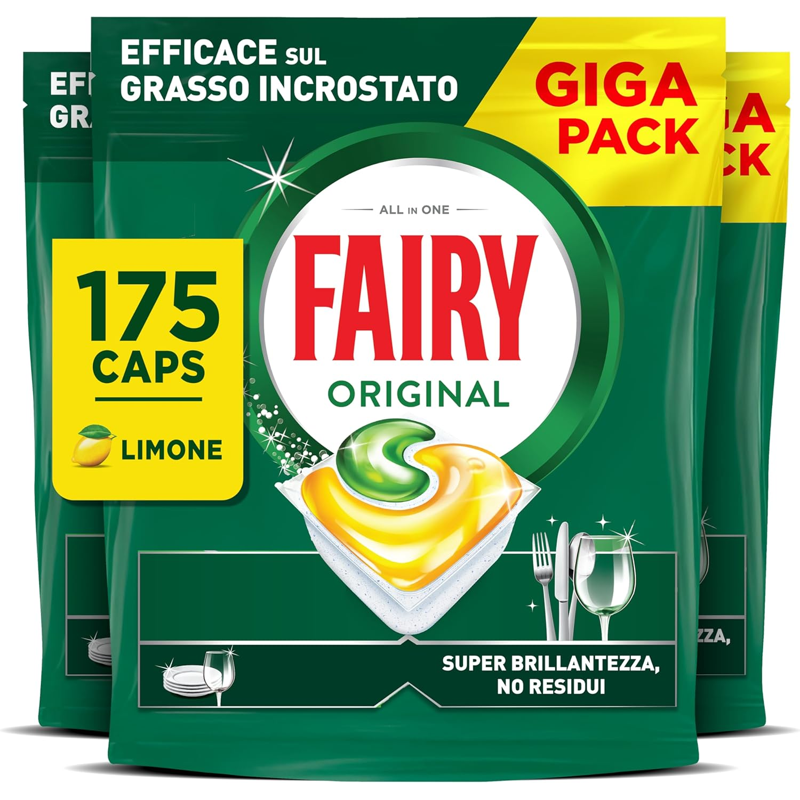 EFFICACE SUL
GRASSO INCROSTATO
GIGA
PACK
ALL IN ONE
FAIRY
ORIGINAL
175
CAPS
LIMONE
SUPER BRILLANTEZZA,
NO RESIDUI